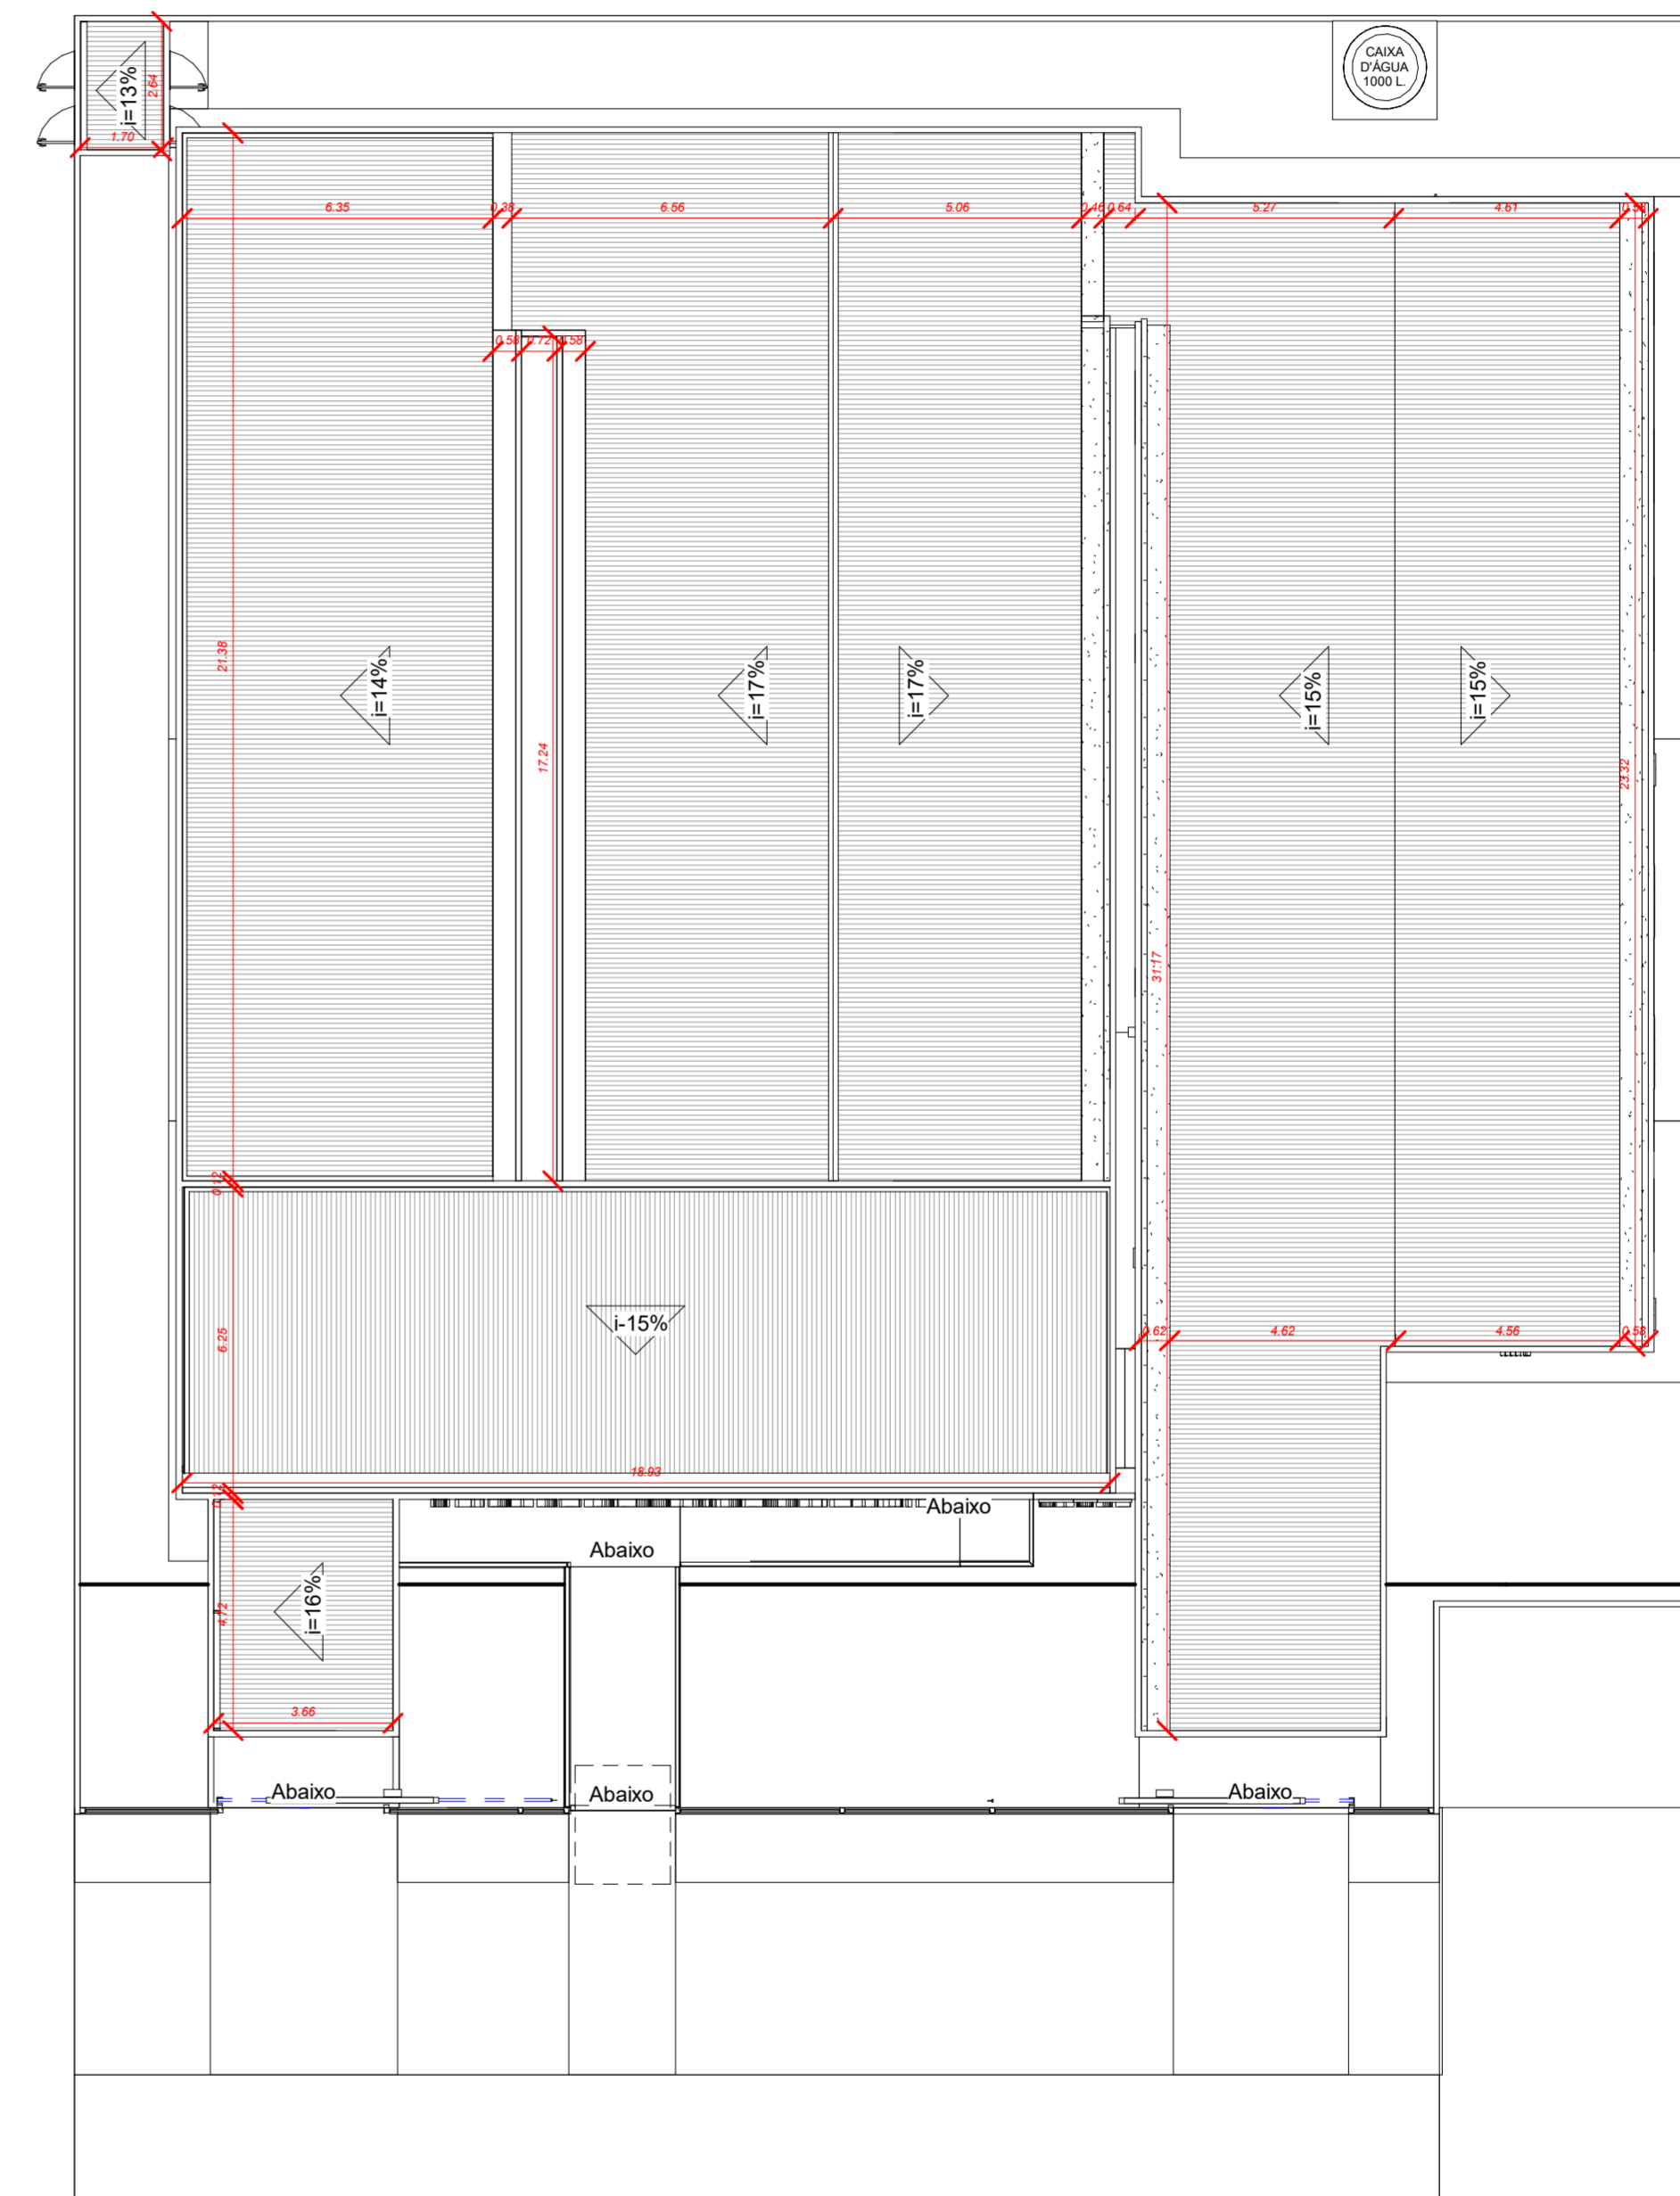 CAIXA
D'ÁGUA
1000 L.
i=13%
2.64
1.70
6.35
0.38
6.56
5.06
0.46
0.64
5.27
4.61
0.58
0.72
0.58
21.38
i=14%
i=17%
i=17%
i=15%
i=15%
17.24
23.32
31.17
0.12
6.25
i-15%
0.62
4.62
4.56
0.58
18.93
0.12
Abaixo
Abaixo
i=16%
4.72
3.66
Abaixo
Abaixo
Abaixo